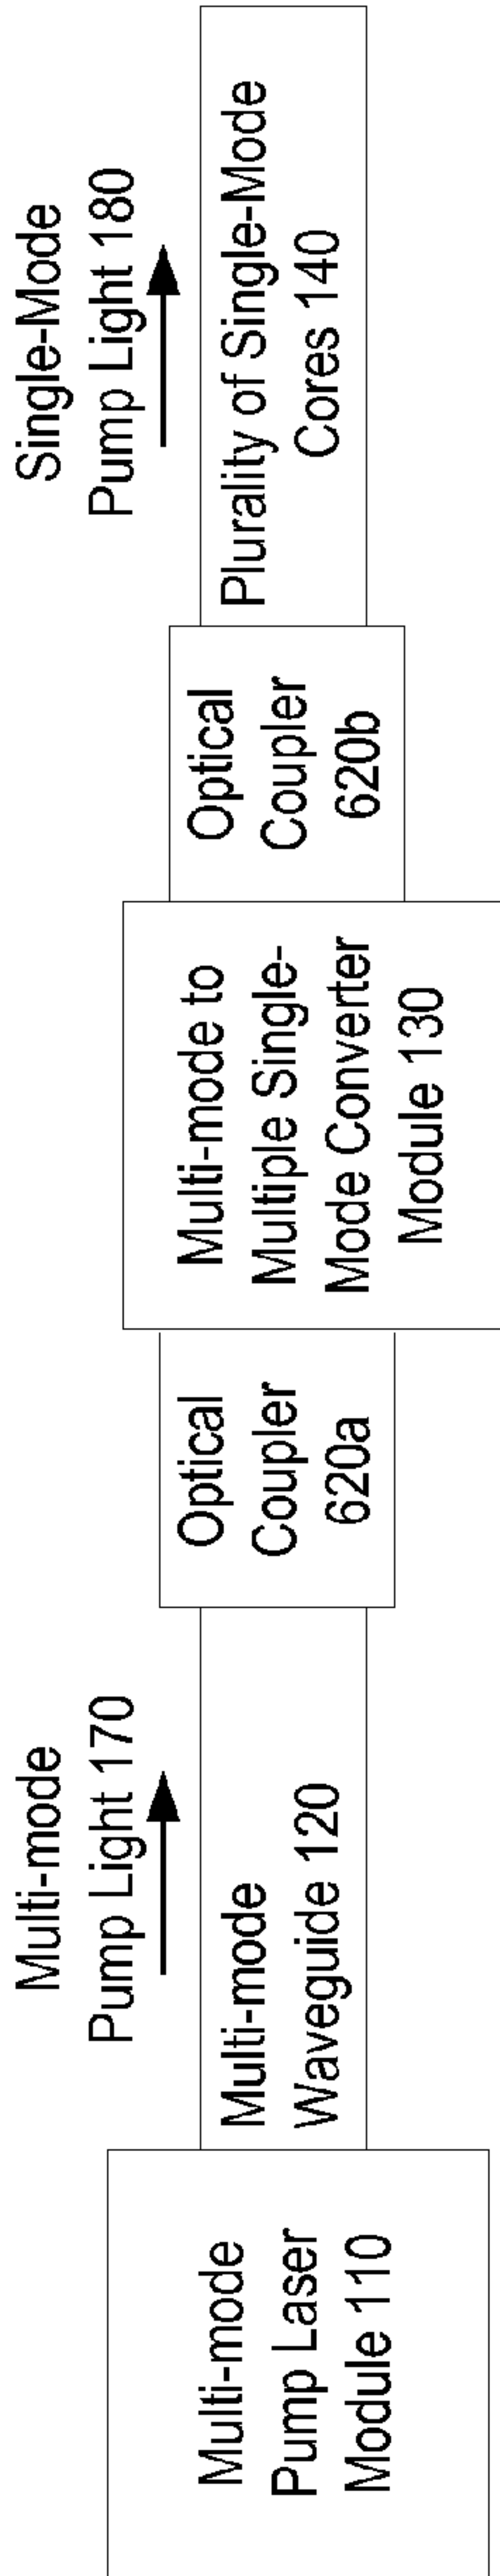 Multi-mode
Pump Laser
Module 110
Multi-mode
Waveguide 120
Multi-mode
Pump Light 170
Optical
Coupler
620a
Multi-mode to
Multiple Single-
Mode Converter
Module 130
Optical
Coupler
620b
Plurality of Single-Mode
Cores 140
Single-Mode
Pump Light 180